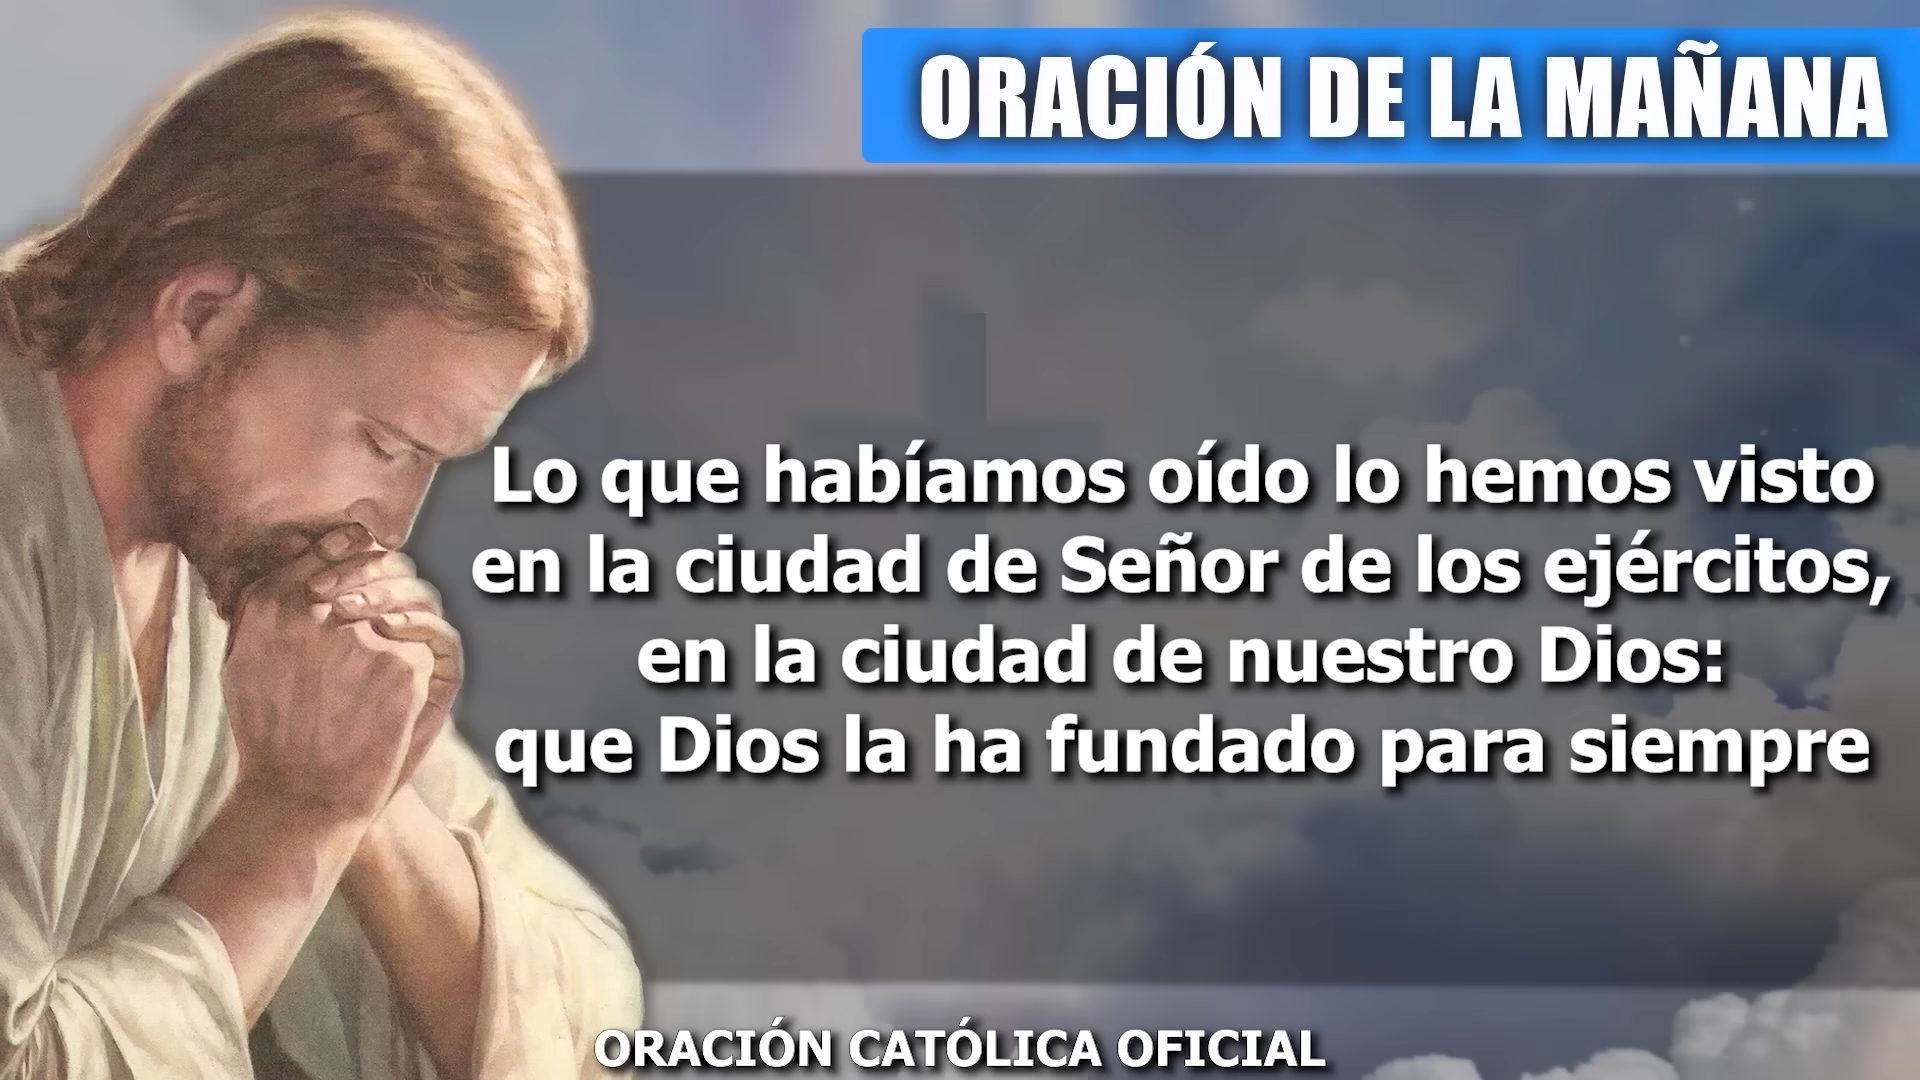 ORACIÓN DE LA MAÑANA
Lo que habíamos oído lo hemos visto
en la ciudad de Señor de los ejércitos,
en la ciudad de nuestro Dios:
que Dios la ha fundado para siempre
ORACIÓN CATÓLICA OFICIAL